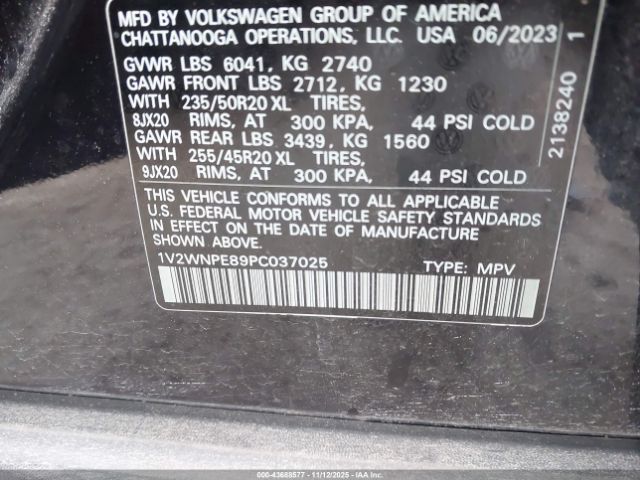 MFD BY VOLKSWAGEN GROUP OF AMERICA
CHATTANOOGA OPERATIONS, LLC. USA 06/2023
GVWR LBS 6041, KG 2740
GAWR FRONT LBS 2712, KG 1230
WITH 235/50R20 XL TIRES,
8JX20 RIMS, AT 300 KPA, 44 PSI COLD
GAWR REAR LBS 3439, KG 1560
WITH 255/45R20 XL TIRES,
9JX20 RIMS, AT 300 KPA, 44 PSI COLD
THIS VEHICLE CONFORMS TO ALL APPLICABLE
U.S. FEDERAL MOTOR VEHICLE SAFETY STANDARDS
IN EFFECT ON THE DATE OF MANUFACTURE
SHOWN ABOVE.
1V2WNPE89PC037025 TYPE: MPV
2138240 1
000-43688577 - 11/12/2025 - IAAI.COM